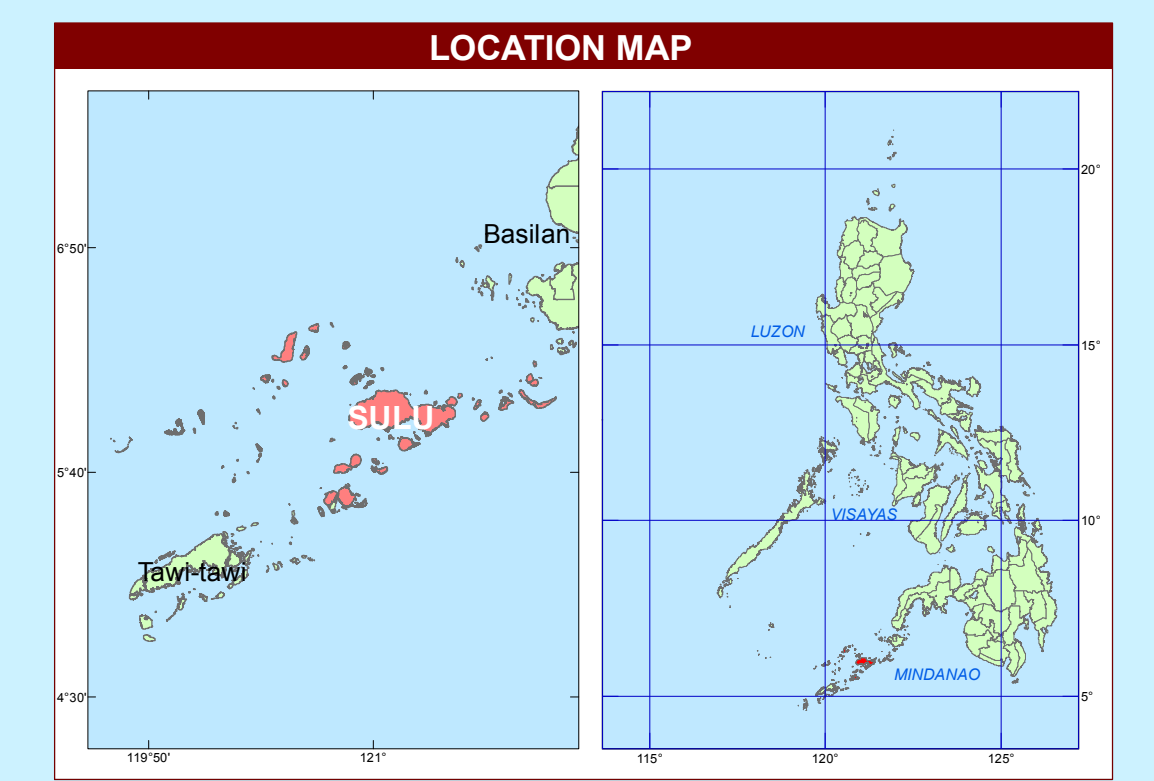 LOCATION MAP
Basilan
6°50'
SULU
5°40'
Tawi-tawi
4°30'
119°50'
121°
20°
LUZON
15°
VISAYAS
10°
MINDANAO
5°
115°
120°
125°